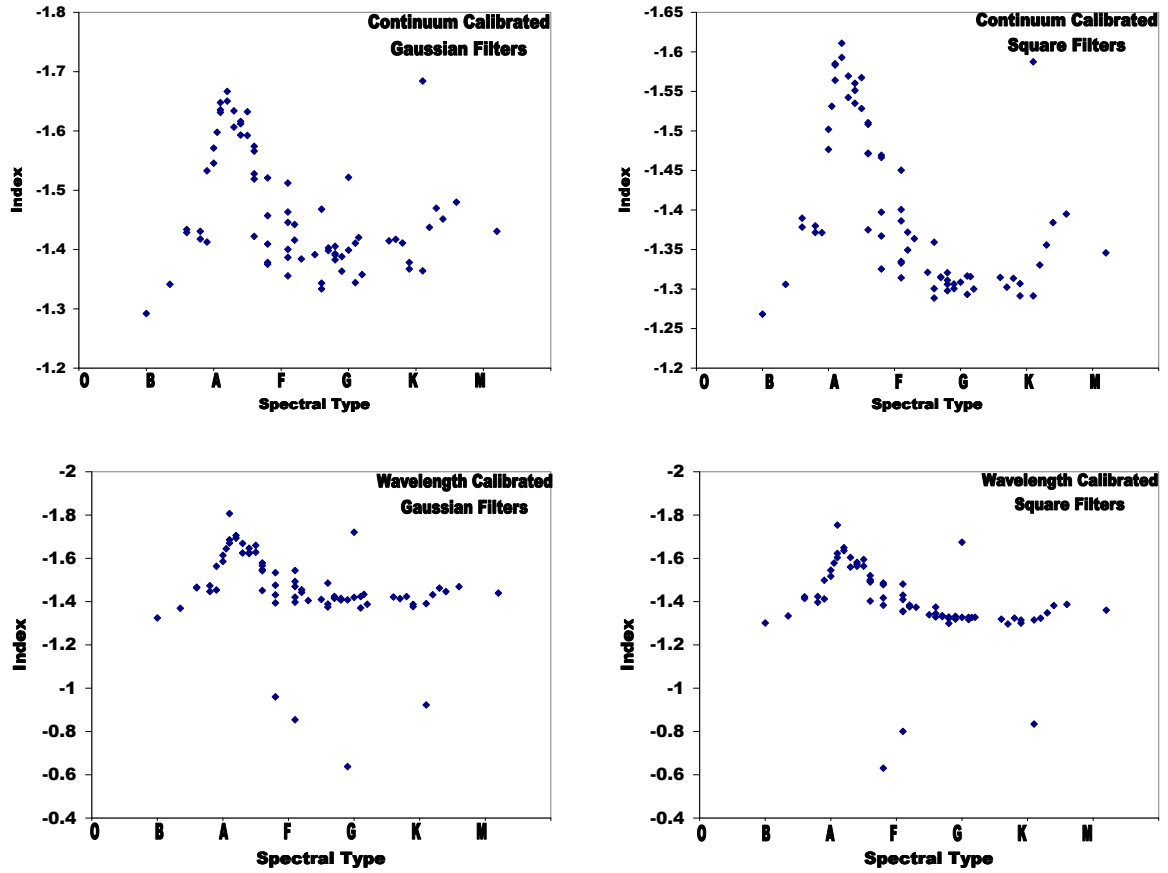 Continuum Calibrated
Gaussian Filters
-1.8
-1.7
-1.6
-1.5
-1.4
-1.3
-1.2
Index
O B A F G K M
Spectral Type
Continuum Calibrated
Square Filters
-1.65
-1.6
-1.55
-1.5
-1.45
-1.4
-1.35
-1.3
-1.25
-1.2
Index
O B A F G K M
Spectral Type
Wavelength Calibrated
Gaussian Filters
-2
-1.8
-1.6
-1.4
-1.2
-1
-0.8
-0.6
-0.4
Index
O B A F G K M
Spectral Type
Wavelength Calibrated
Square Filters
-2
-1.8
-1.6
-1.4
-1.2
-1
-0.8
-0.6
-0.4
Index
O B A F G K M
Spectral Type